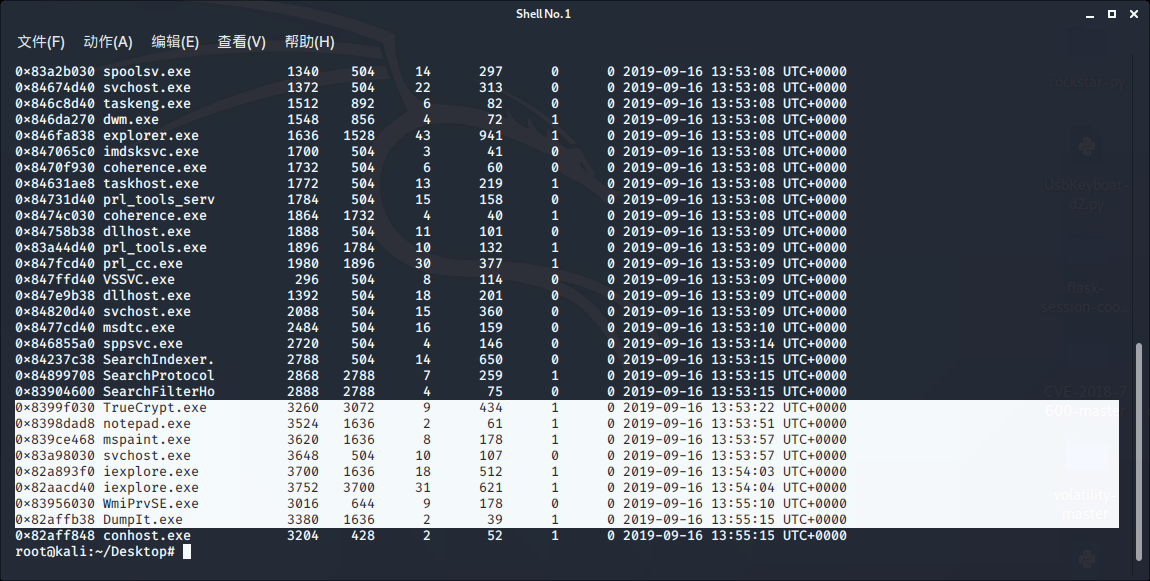 Shell No. 1
文件(F) 动作(A) 编辑(E) 查看(V) 帮助(H)
0×83a2b030 spoolsv.exe 1340 504 14 297 0 0 2019-09-16 13:53:08 UTC+0000
0×84674d40 svchost.exe 1372 504 22 313 0 0 2019-09-16 13:53:08 UTC+0000
0×846c8d40 taskeng.exe 1512 892 6 82 0 0 2019-09-16 13:53:08 UTC+0000
0×846da270 dwm.exe 1548 856 4 72 1 0 2019-09-16 13:53:08 UTC+0000
0×846fa838 explorer.exe 1636 1528 43 941 1 0 2019-09-16 13:53:08 UTC+0000
0×847065c0 imdsksvc.exe 1700 504 3 41 0 0 2019-09-16 13:53:08 UTC+0000
0×8470f930 coherence.exe 1732 504 6 60 0 0 2019-09-16 13:53:08 UTC+0000
0×84631ae8 taskhost.exe 1772 504 13 219 1 0 2019-09-16 13:53:08 UTC+0000
0×84731d40 prl_tools_serv 1784 504 15 158 0 0 2019-09-16 13:53:08 UTC+0000
0×8474c030 coherence.exe 1864 1732 4 40 1 0 2019-09-16 13:53:08 UTC+0000
0×84758b38 dllhost.exe 1888 504 11 101 0 0 2019-09-16 13:53:09 UTC+0000
0×83a44d40 prl_tools.exe 1896 1784 10 132 1 0 2019-09-16 13:53:09 UTC+0000
0×847fcd40 prl_cc.exe 1980 1896 30 377 1 0 2019-09-16 13:53:09 UTC+0000
0×847ffd40 VSSVC.exe 296 504 8 114 0 0 2019-09-16 13:53:09 UTC+0000
0×847e9b38 dllhost.exe 1392 504 18 201 0 0 2019-09-16 13:53:09 UTC+0000
0×84820d40 svchost.exe 2088 504 15 360 0 0 2019-09-16 13:53:09 UTC+0000
0×8477cd40 msdtc.exe 2484 504 16 159 0 0 2019-09-16 13:53:10 UTC+0000
0×846855a0 sppsvc.exe 2720 504 4 146 0 0 2019-09-16 13:53:14 UTC+0000
0×84237c38 SearchIndexer. 2788 504 14 650 0 0 2019-09-16 13:53:15 UTC+0000
0×84899708 SearchProtocol 2868 2788 7 259 1 0 2019-09-16 13:53:15 UTC+0000
0×83904600 SearchFilterHo 2888 2788 4 75 0 0 2019-09-16 13:53:15 UTC+0000
0×8399f030 TrueCrypt.exe 3260 3072 9 434 1 0 2019-09-16 13:53:22 UTC+0000
0×8398dad8 notepad.exe 3524 1636 2 61 1 0 2019-09-16 13:53:51 UTC+0000
0×839ce468 mspaint.exe 3620 1636 8 178 1 0 2019-09-16 13:53:57 UTC+0000
0×83a98030 svchost.exe 3648 504 10 107 0 0 2019-09-16 13:53:57 UTC+0000
0×82a893f0 iexplore.exe 3700 1636 18 512 1 0 2019-09-16 13:54:03 UTC+0000
0×82aacd40 iexplore.exe 3752 3700 31 621 1 0 2019-09-16 13:54:04 UTC+0000
0×83956030 WmiPrvSE.exe 3016 644 9 178 0 0 2019-09-16 13:55:10 UTC+0000
0×82affb38 DumpIt.exe 3380 1636 2 39 1 0 2019-09-16 13:55:15 UTC+0000
0×82aff848 conhost.exe 3204 428 2 52 1 0 2019-09-16 13:55:15 UTC+0000
root@kali:~/Desktop#
flask-
session-coo...
CVE-2018-7
600-master
volatility-
master